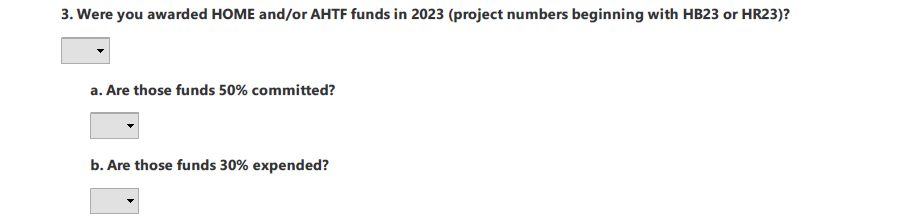 3. Were you awarded HOME and/or AHTF funds in 2023 (project numbers beginning with HB23 or HR23)?
a. Are those funds 50% committed?
b. Are those funds 30% expended?